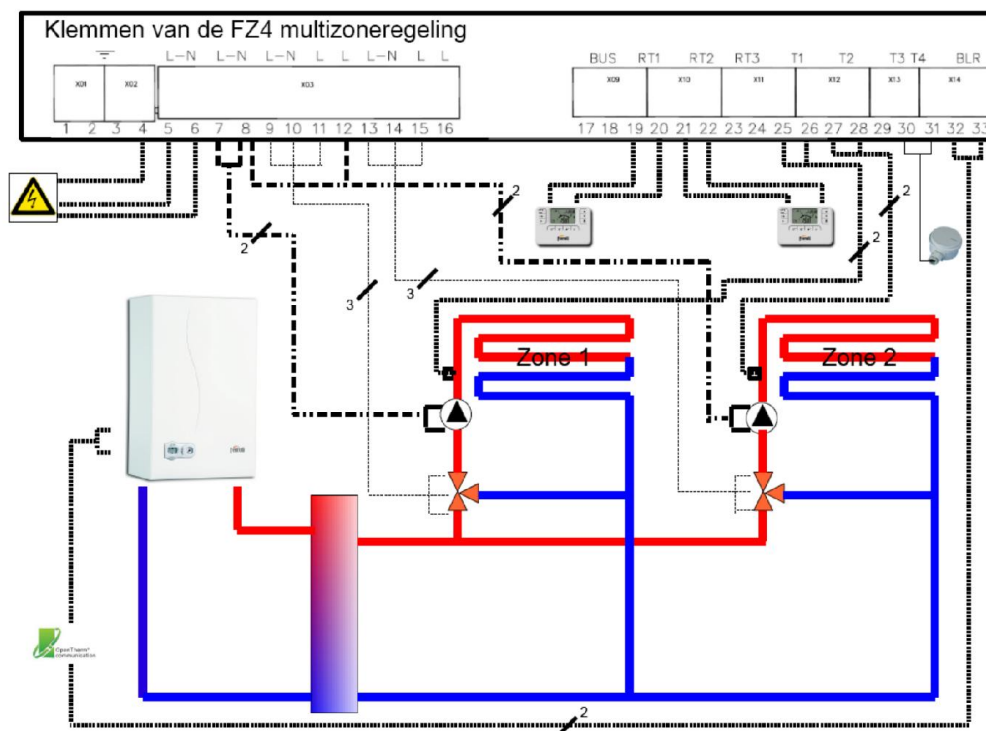 Klemmen van de FZ4 multizoneregeling
L-N L-N L-N L L L-N L L
BUS RT1 RT2 RT3 T1 T2 T3 T4 BLR
X01 X02 X03 X09 X10 X11 X12 X13 X14
1 2 3 4 5 6 7 8 9 10 11 12 13 14 15 16 17 18 19 20 21 22 23 24 25 26 27 28 29 30 31 32 33
2
2
2
2
3
3
Zone 1
Zone 2
OpenTherm
communication
2